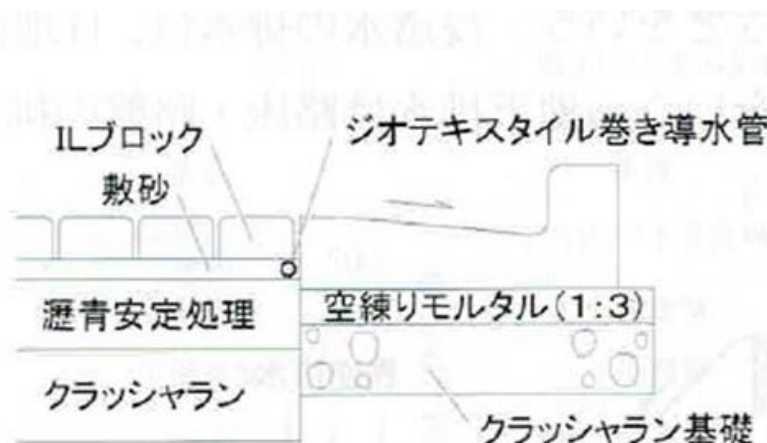 ILブロック
ジオテキスタイル巻き導水管
敷砂
瀝青安定処理
空練りモルタル(1:3)
クラッシャラン
クラッシャラン基礎